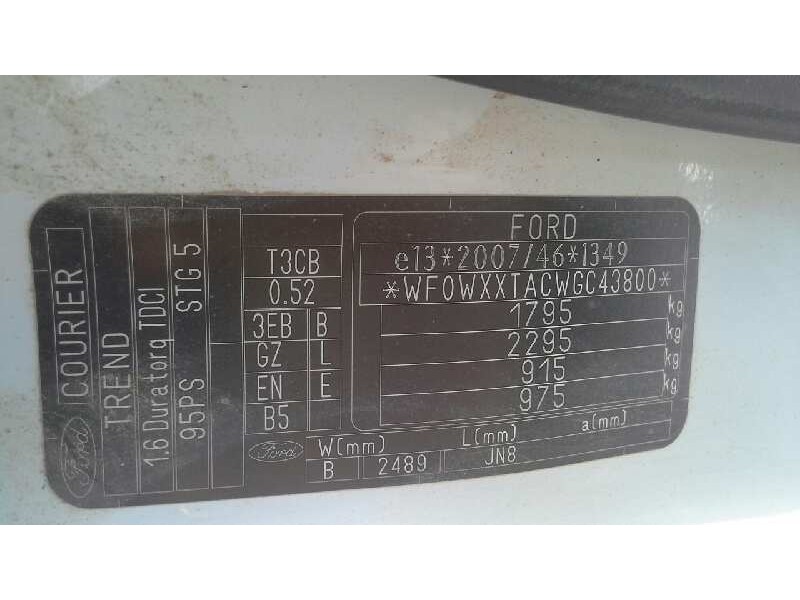 Ford
COURIER
TREND
1.6 Duratorq TDCI
95PS STG 5
T3CB
0.52
3EB B
GZ L
EN E
B5
FORD
e13*2007/46*1349
*WF0WXXTACWGC43800*
1795 kg
2295 kg
915 kg
975 kg
Ford
W(mm) L(mm) a(mm)
B 2489 JN8